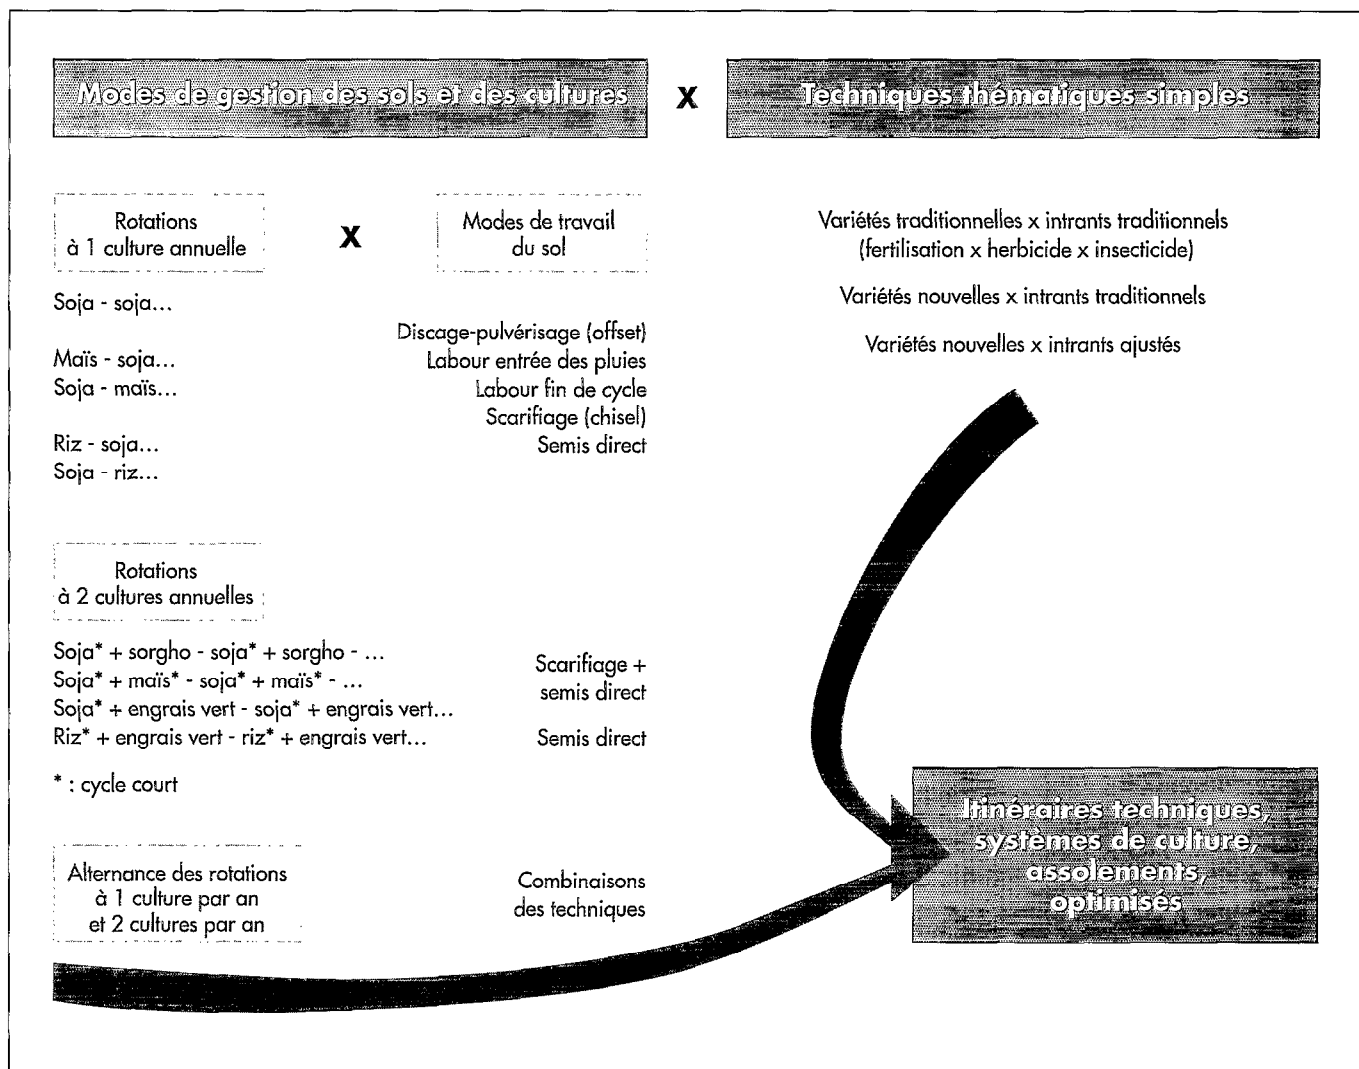 Modes de gestion des sols et des cultures
X
Techniques thématiques simples
Rotations
à 1 culture annuelle
X
Modes de travail
du sol
Soja - soja...
Maïs - soja...
Soja - maïs...
Riz - soja...
Soja - riz...
Discage-pulvérisage (offset)
Labour entrée des pluies
Labour fin de cycle
Scarifiage (chisel)
Semis direct
Variétés traditionnelles x intrants traditionnels
(fertilisation x herbicide x insecticide)
Variétés nouvelles x intrants traditionnels
Variétés nouvelles x intrants ajustés
Rotations
à 2 cultures annuelles
Soja* + sorgho - soja* + sorgho - ...
Soja* + maïs* - soja* + maïs* - ...
Soja* + engrais vert - soja* + engrais vert...
Riz* + engrais vert - riz* + engrais vert...
Scarifiage +
semis direct
Semis direct
* : cycle court
Alternance des rotations
à 1 culture par an
et 2 cultures par an
Combinaisons
des techniques
Itinéraires techniques,
systèmes de culture,
assolements,
optimisés